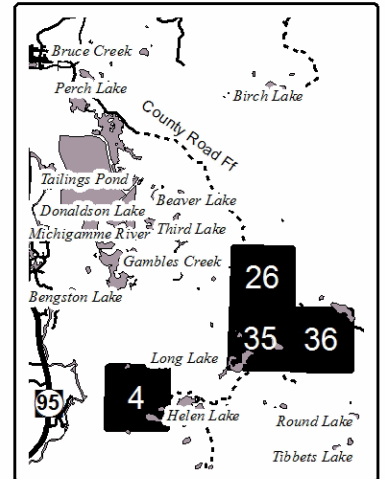 Bruce Creek
Perch Lake
Birch Lake
County Road Ff
Tailings Pond
Beaver Lake
Donaldson Lake
Michigamme River
Third Lake
Gambles Creek
26
Bengston Lake
35
36
Long Lake
4
95
Helen Lake
Round Lake
Tibbets Lake